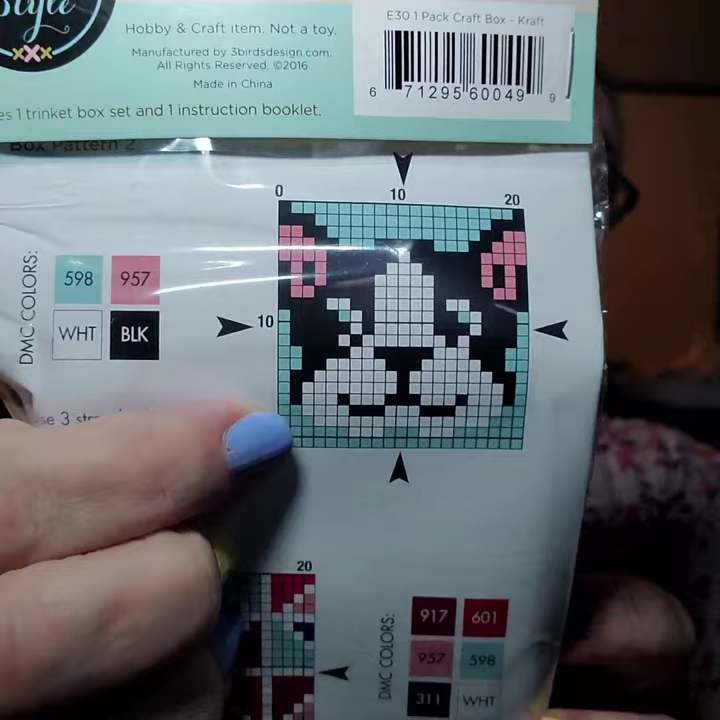 Style
Hobby & Craft item. Not a toy.
Manufactured by 3birdsdesign.com.
All Rights Reserved. ©2016
Made in China
1 trinket box set and 1 instruction booklet.
E30 1 Pack Craft Box - Kraft
6 71295 60049 9
Box Pattern 2
0 10 20
10
DMC COLORS:
598 957
WHT BLK
3
20
DMC COLORS:
917 601
957 598
311 WHT